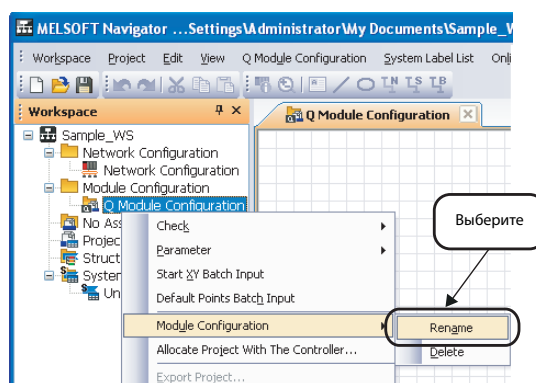 MELSOFT Navigator ...Settings\Administrator\My Documents\Sample_W
Workspace Project Edit View Q Module Configuration System Label List Onli
Workspace
Q Module Configuration
Sample_WS
Network Configuration
Network Configuration
Module Configuration
Q Module Configuration
No Ass
Projec
Struct
System
Un
Check
Parameter
Start XY Batch Input
Default Points Batch Input
Module Configuration
Allocate Project With The Controller...
Export Project...
Выберите
Rename
Delete